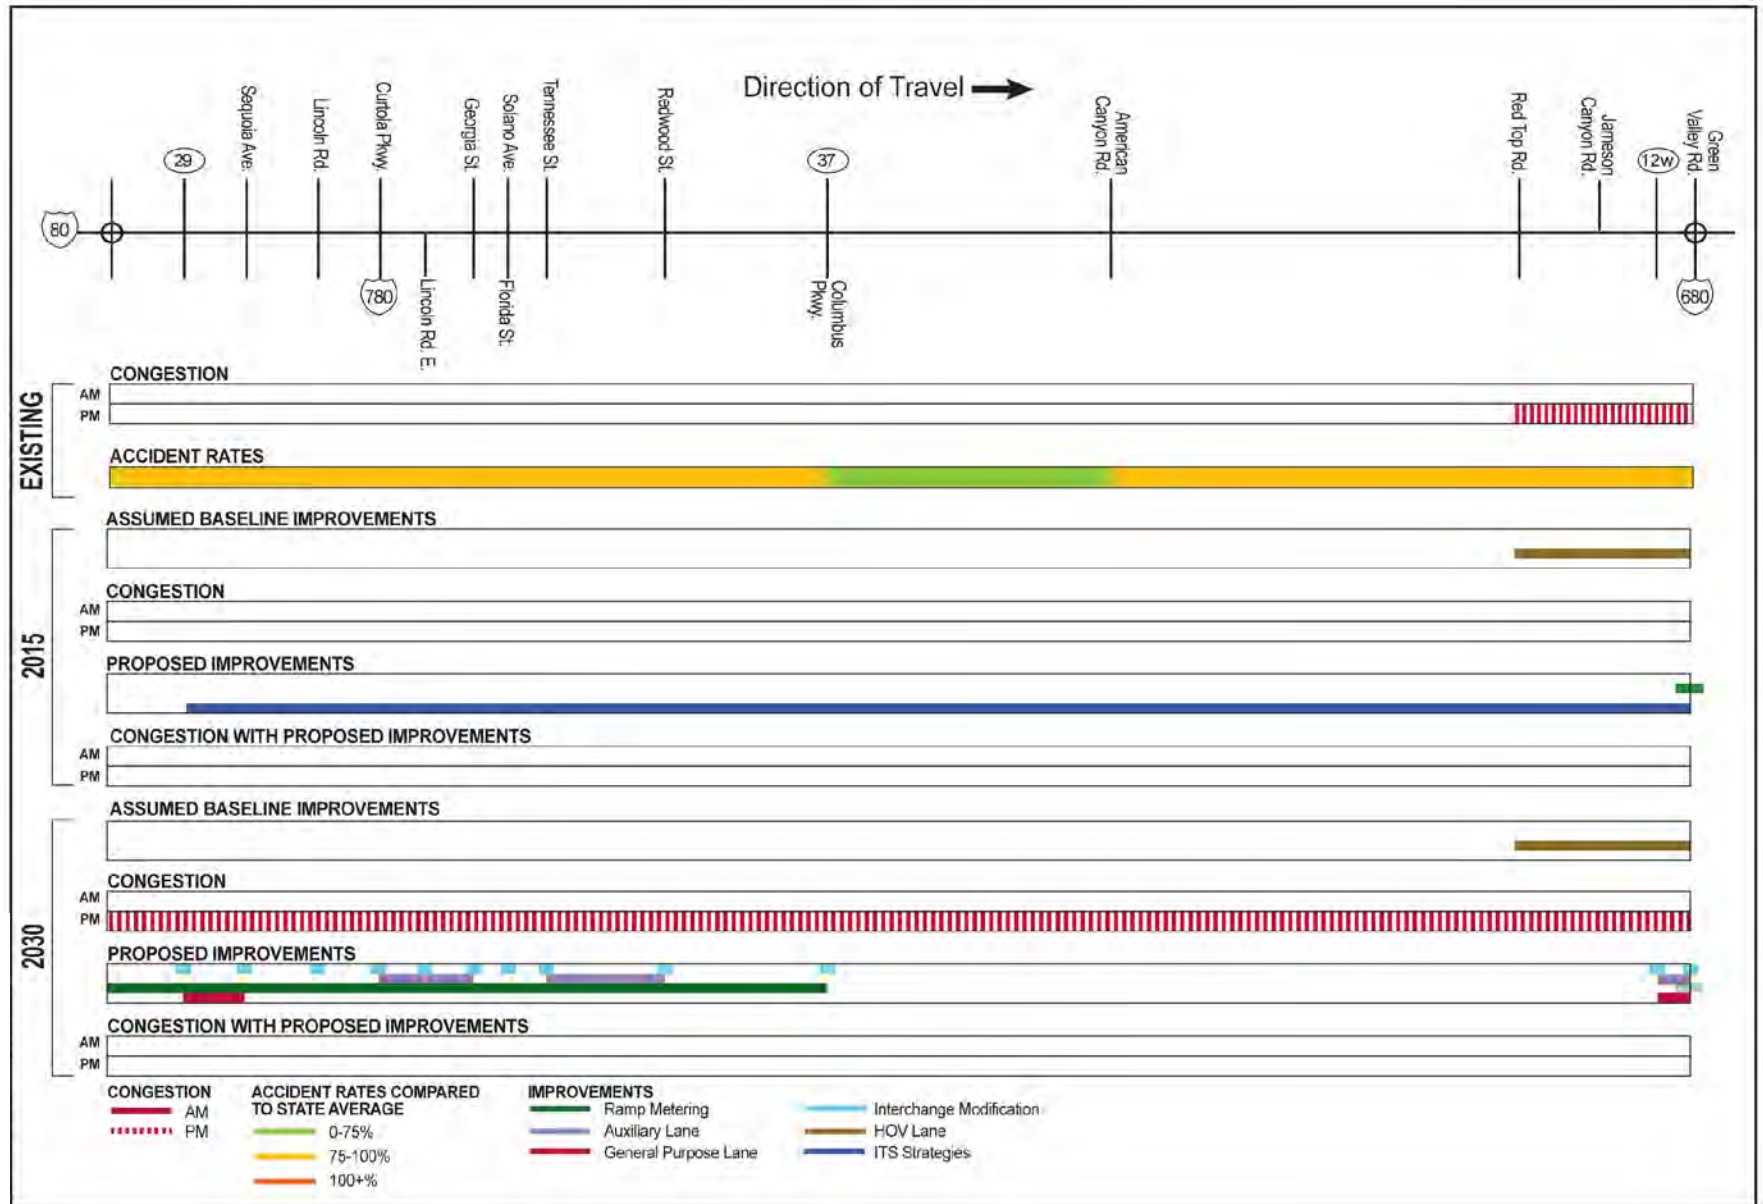 Direction of Travel
Sequoia Ave.
Lincoln Rd.
Curtola Pkwy.
Georgia St.
Solano Ave.
Tennessee St.
Redwood St.
American
Canyon Rd.
Red Top Rd.
Jameson
Canyon Rd.
Green
Valley Rd.
29
37
12w
80
780
680
Lincoln Rd. E.
Florida St.
Columbus
Pkwy.
EXISTING
CONGESTION
AM
PM
ACCIDENT RATES
2015
ASSUMED BASELINE IMPROVEMENTS
CONGESTION
AM
PM
PROPOSED IMPROVEMENTS
CONGESTION WITH PROPOSED IMPROVEMENTS
AM
PM
2030
ASSUMED BASELINE IMPROVEMENTS
CONGESTION
AM
PM
PROPOSED IMPROVEMENTS
CONGESTION WITH PROPOSED IMPROVEMENTS
AM
PM
CONGESTION
AM
PM
ACCIDENT RATES COMPARED
TO STATE AVERAGE
0-75%
75-100%
100+%
IMPROVEMENTS
Ramp Metering
Auxiliary Lane
General Purpose Lane
Interchange Modification
HOV Lane
ITS Strategies